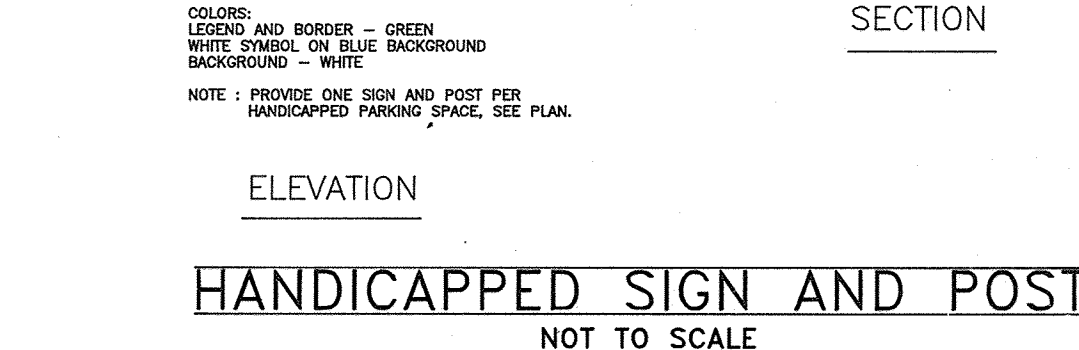 COLORS:
LEGEND AND BORDER – GREEN
WHITE SYMBOL ON BLUE BACKGROUND
BACKGROUND – WHITE
NOTE : PROVIDE ONE SIGN AND POST PER
HANDICAPPED PARKING SPACE, SEE PLAN.
SECTION
ELEVATION
HANDICAPPED SIGN AND POST
NOT TO SCALE